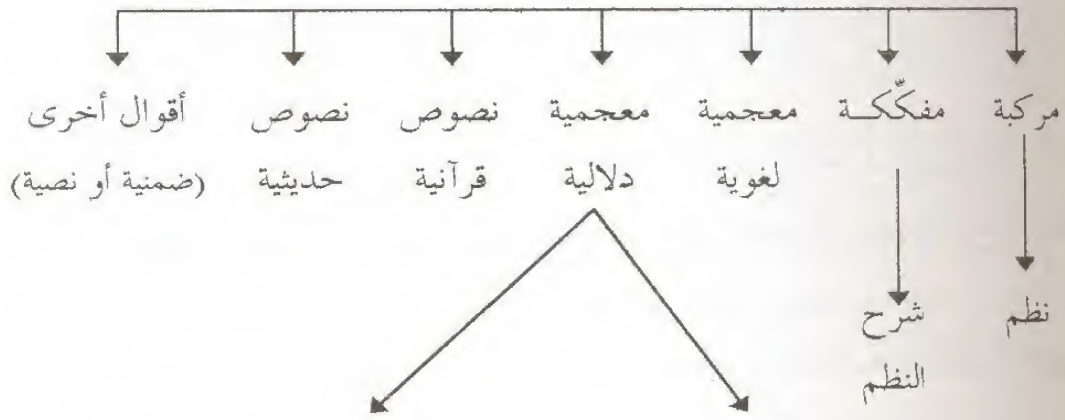 مركبة مفكّكة معجمية معجمية نصوص نصوص أقوال أخرى
لغوية دلالية قرآنية حديثية (ضمنية أو نصية)
نظم شرح
النظم